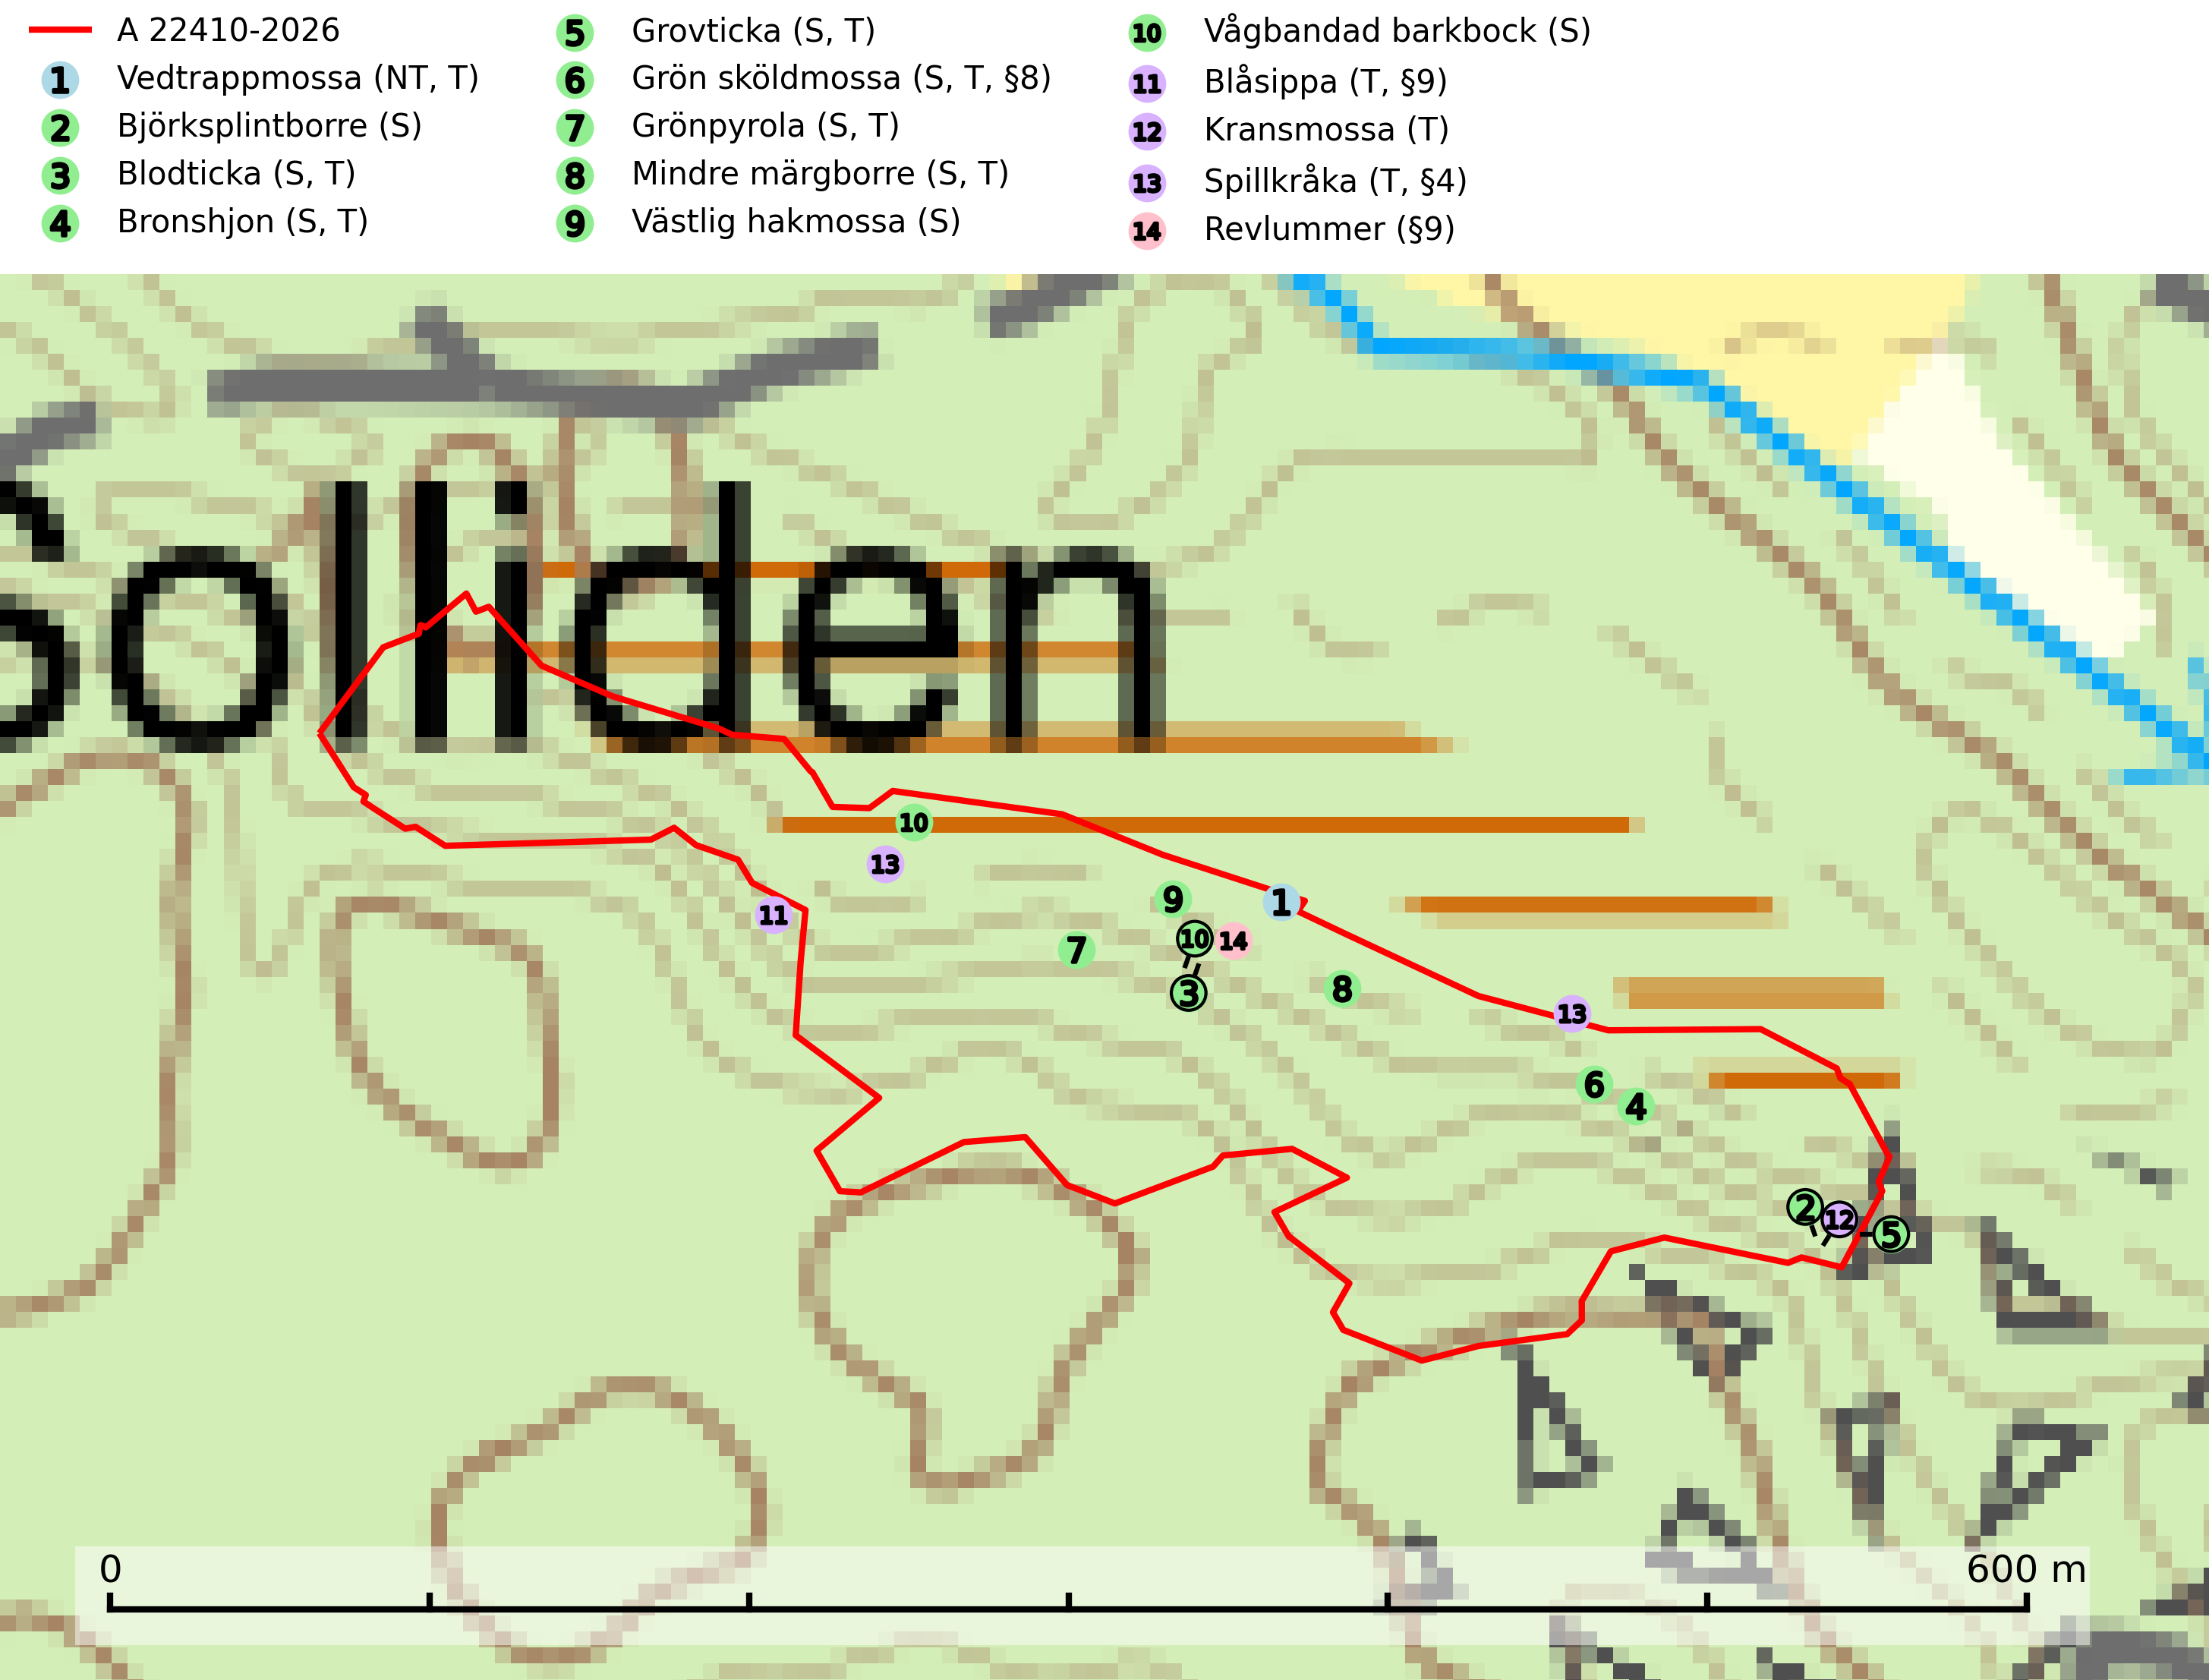 A 22410-2026
1 Vedtrappmossa (NT, T)
2 Björksplintborre (S)
3 Blodticka (S, T)
4 Bronshjon (S, T)
5 Grovticka (S, T)
6 Grön sköldmossa (S, T, §8)
7 Grönpyrola (S, T)
8 Mindre märgborre (S, T)
9 Västlig hakmossa (S)
10 Vågbandad barkbock (S)
11 Blåsippa (T, §9)
12 Kransmossa (T)
13 Spillkråka (T, §4)
14 Revlummer (§9)
Solliden
10
13
11
9
1
10
14
7
3
8
13
6
4
2
12
5
0
600 m